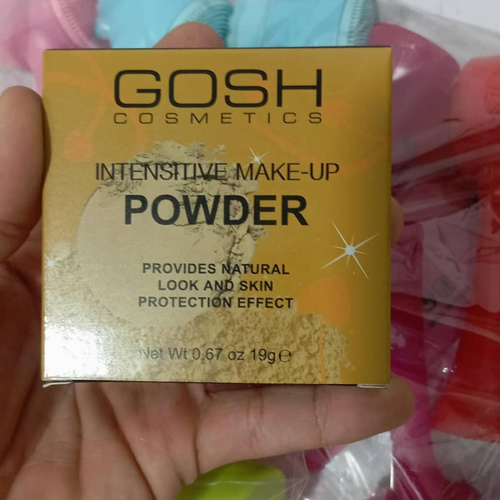 GOSH
COSMETICS
INTENSITIVE MAKE-UP
POWDER
PROVIDES NATURAL
LOOK AND SKIN
PROTECTION EFFECT
Net Wt 0.67 oz 19g℮